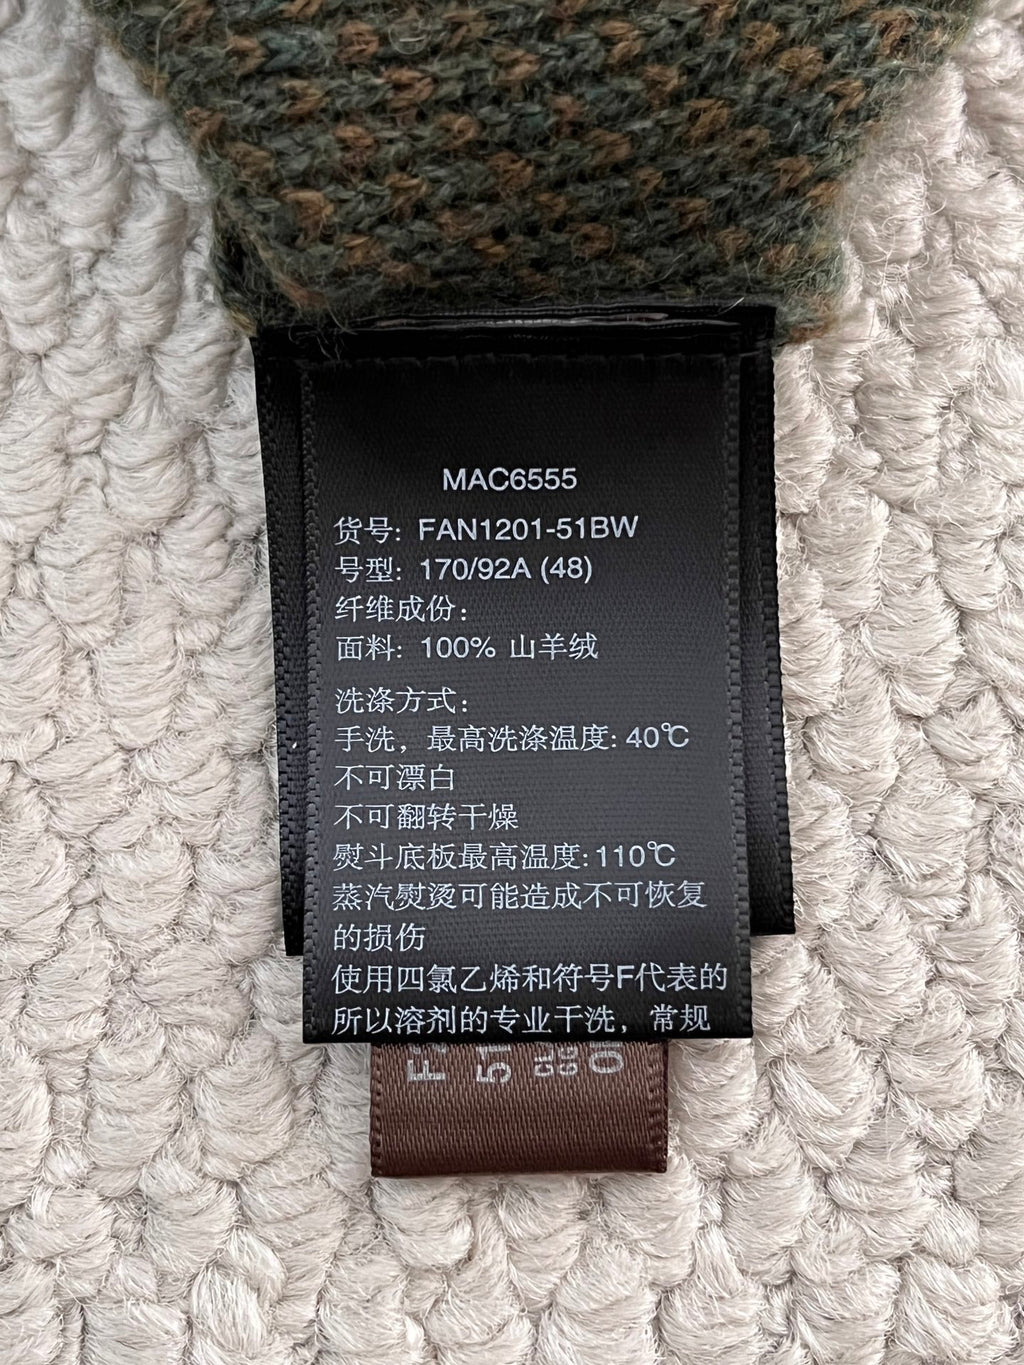 MAC6555
货号: FAN1201-51BW
号型: 170/92A (48)
纤维成份:
面料: 100% 山羊绒
洗涤方式:
手洗，最高洗涤温度: 40℃
不可漂白
不可翻转干燥
熨斗底板最高温度: 110℃
蒸汽熨烫可能造成不可恢复
的损伤
使用四氯乙烯和符号F代表的
所以溶剂的专业干洗，常规
51